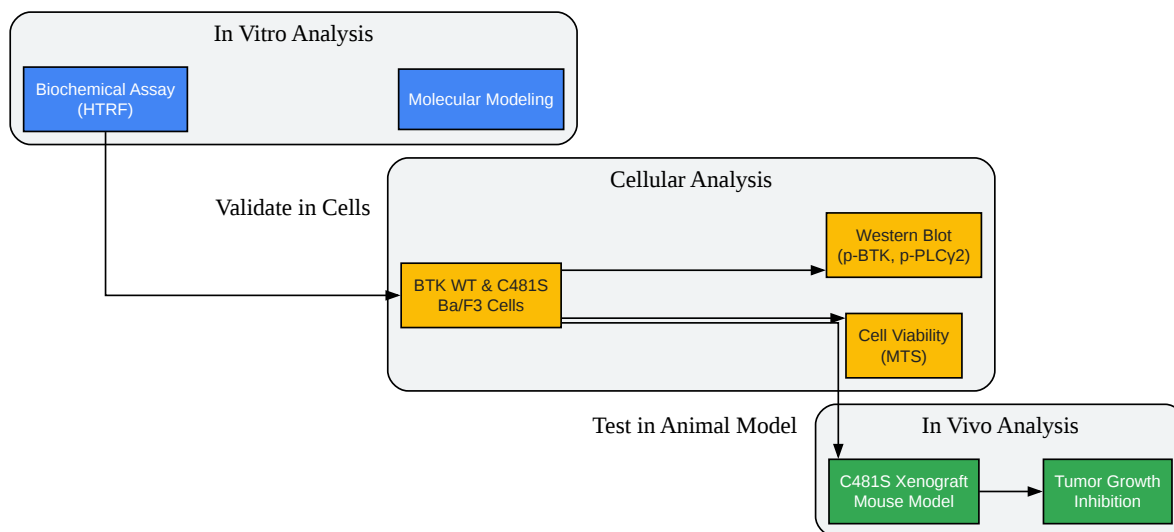 In Vitro Analysis
Biochemical Assay
(HTRF)
Molecular Modeling
Validate in Cells
Cellular Analysis
BTK WT & C481S
Ba/F3 Cells
Western Blot
(p-BTK, p-PLCγ2)
Cell Viability
(MTS)
Test in Animal Model
In Vivo Analysis
C481S Xenograft
Mouse Model
Tumor Growth
Inhibition